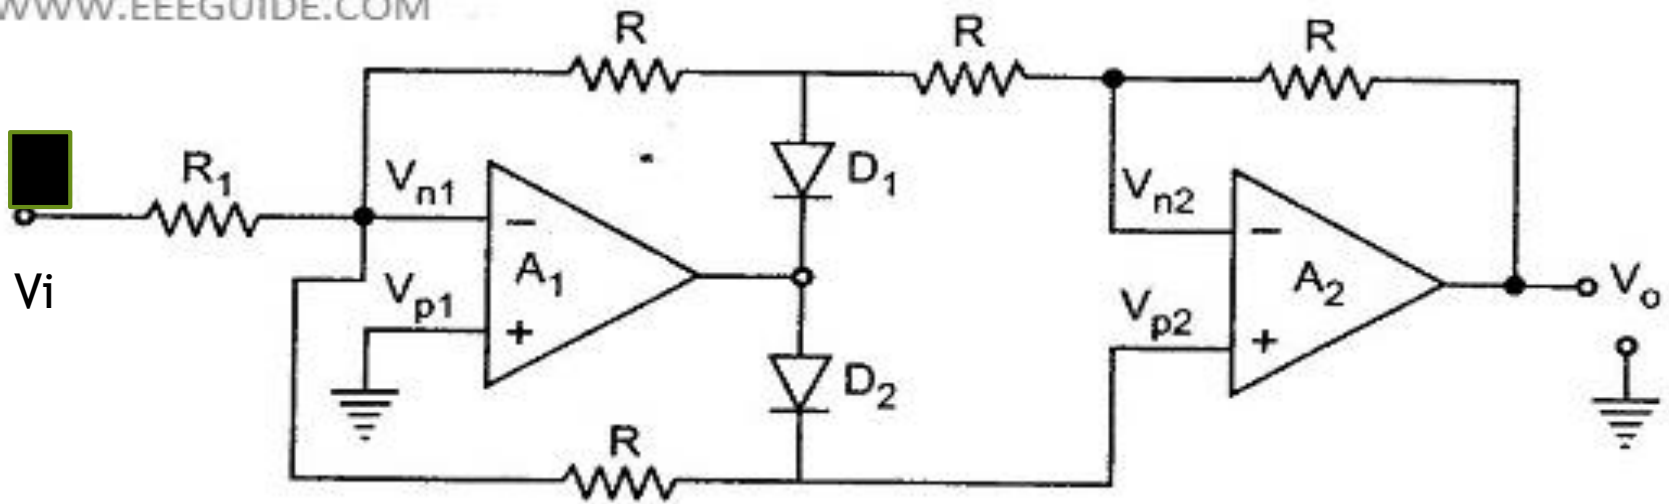 WWW.EEEGUIDE.COM
R
R
R
R₁
Vₙ₁
−
A₁
Vₚ₁
+
D₁
D₂
R
Vₙ₂
−
A₂
Vₚ₂
+
Vₒ
Vi